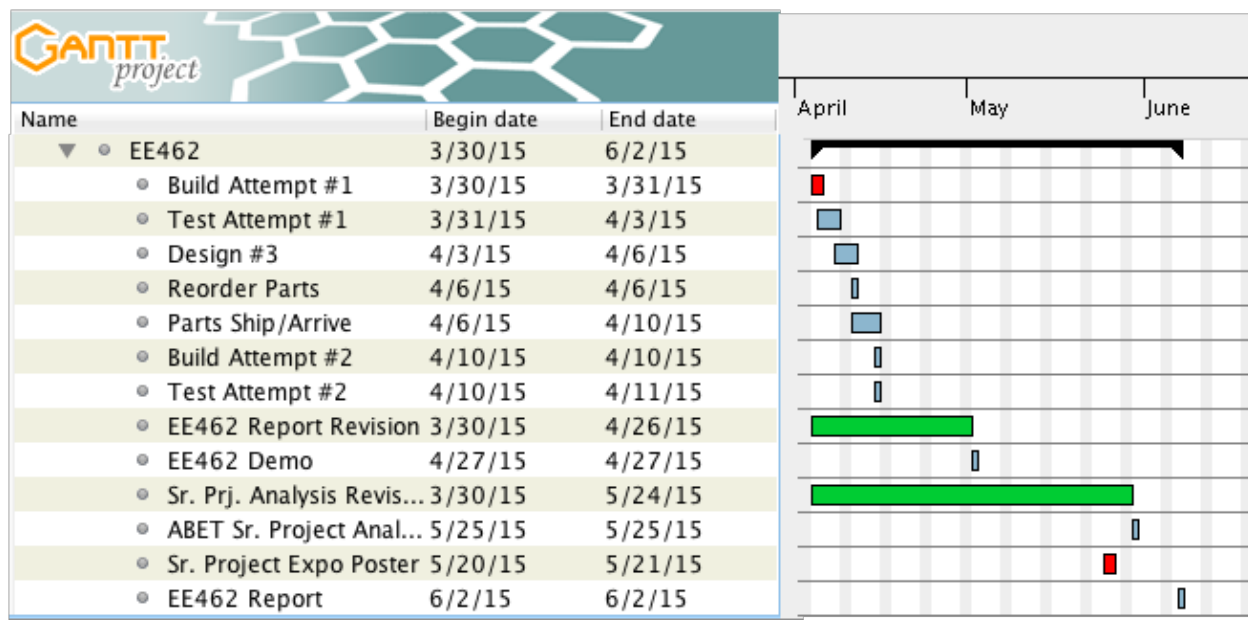 GANTT
project
April May June
Name Begin date End date
EE462 3/30/15 6/2/15
Build Attempt #1 3/30/15 3/31/15
Test Attempt #1 3/31/15 4/3/15
Design #3 4/3/15 4/6/15
Reorder Parts 4/6/15 4/6/15
Parts Ship/Arrive 4/6/15 4/10/15
Build Attempt #2 4/10/15 4/10/15
Test Attempt #2 4/10/15 4/11/15
EE462 Report Revision 3/30/15 4/26/15
EE462 Demo 4/27/15 4/27/15
Sr. Prj. Analysis Revis... 3/30/15 5/24/15
ABET Sr. Project Anal... 5/25/15 5/25/15
Sr. Project Expo Poster 5/20/15 5/21/15
EE462 Report 6/2/15 6/2/15